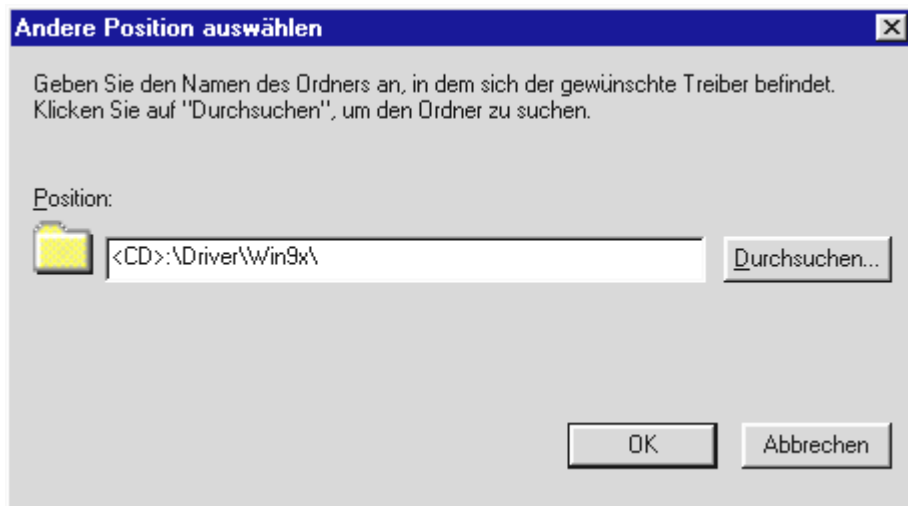 Andere Position auswählen
Geben Sie den Namen des Ordners an, in dem sich der gewünschte Treiber befindet.
Klicken Sie auf "Durchsuchen", um den Ordner zu suchen.
Position:
<CD>:\Driver\Win9x\
Durchsuchen...
OK
Abbrechen